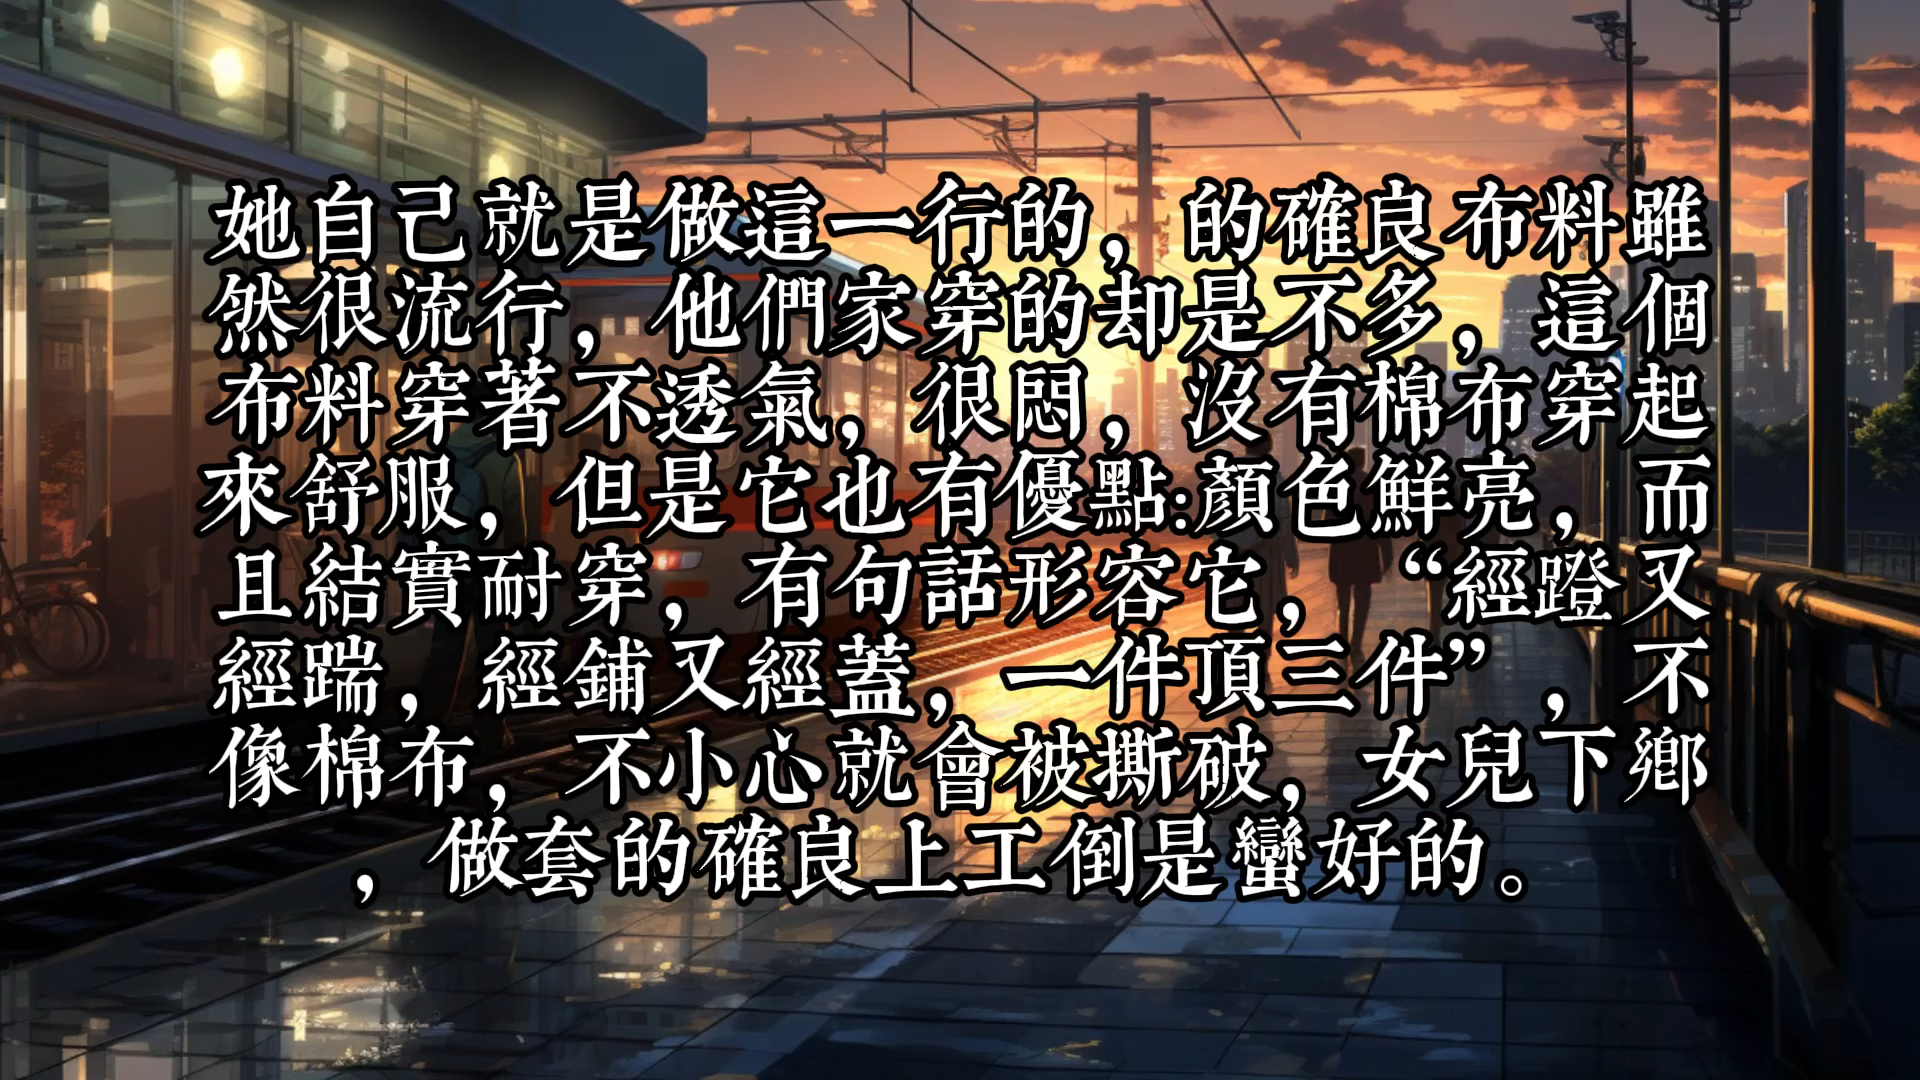 她自己就是做這一行的，的確良布料雖
然很流行，他們家穿的却是不多，這個
布料穿著不透氣，很悶，沒有棉布穿起
來舒服，但是它也有優點:顏色鮮亮，而
且結實耐穿，有句話形容它，“經蹬又
經踹，經鋪又經蓋，一件頂三件”，不
像棉布，不小心就會被撕破，女兒下鄉
，做套的確良上工倒是蠻好的。